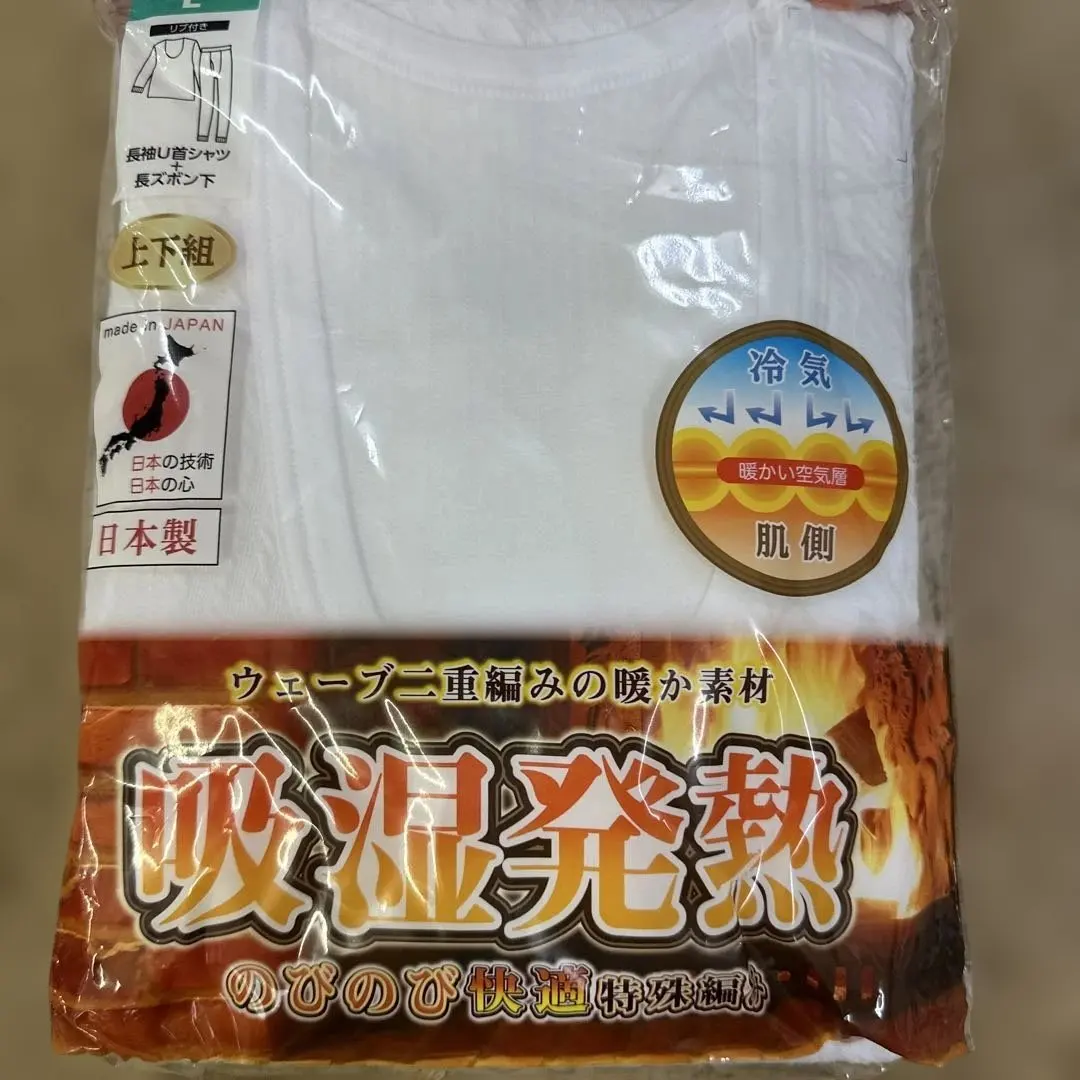 L
リブ付き
長袖U首シャツ
+
長ズボン下
上下組
made in JAPAN
日本の技術
日本の心
日本製
冷気
暖かい空気層
肌側
ウェーブ二重編みの暖か素材
吸湿発熱
のびのび快適特殊編み